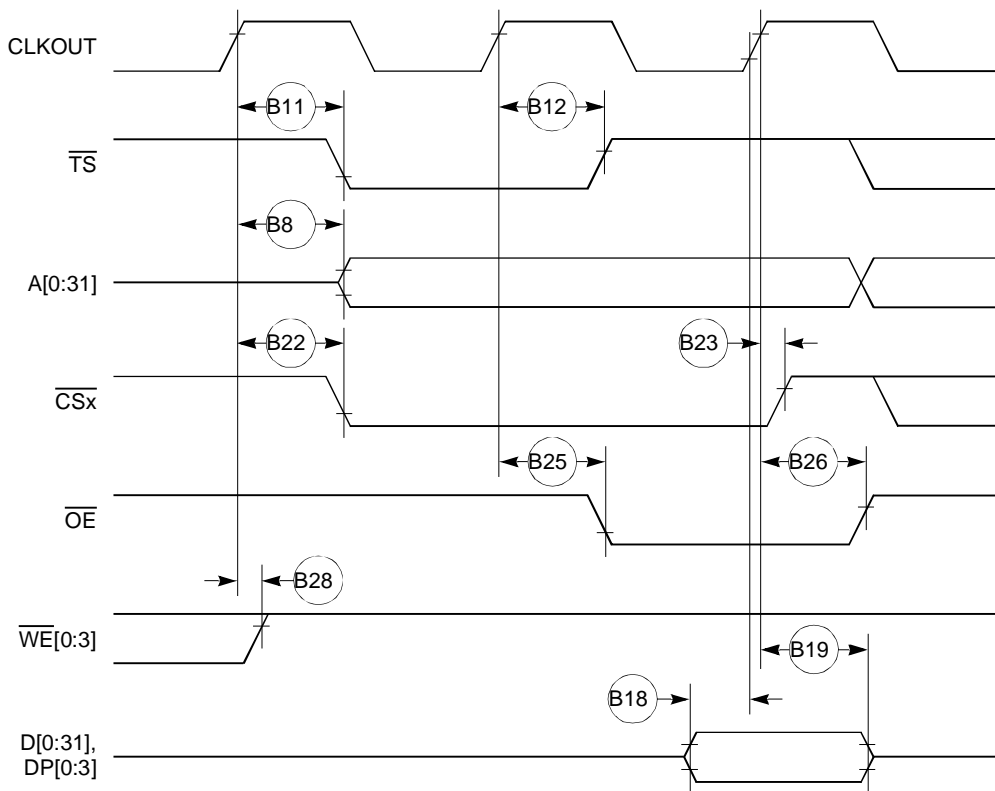 CLKOUT
B11
B12
TS
B8
A[0:31]
B22
B23
CSx
B25
B26
OE
B28
WE[0:3]
B19
B18
D[0:31],
DP[0:3]